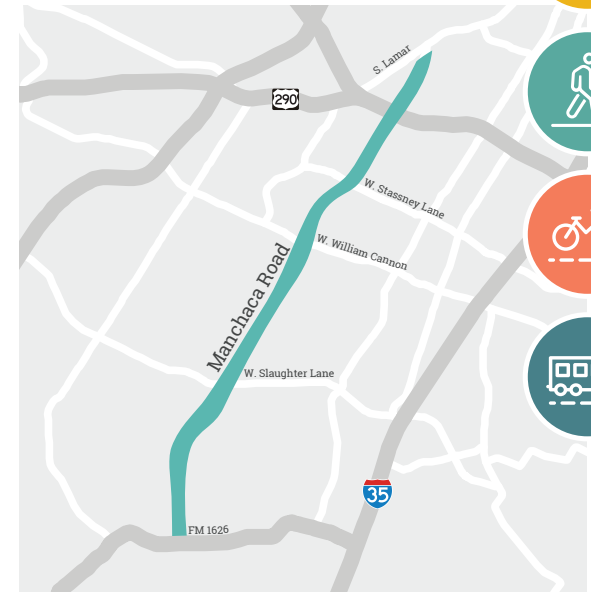 S. Lamar
290
W. Stassney Lane
W. William Cannon
Manchaca Road
W. Slaughter Lane
35
FM 1626